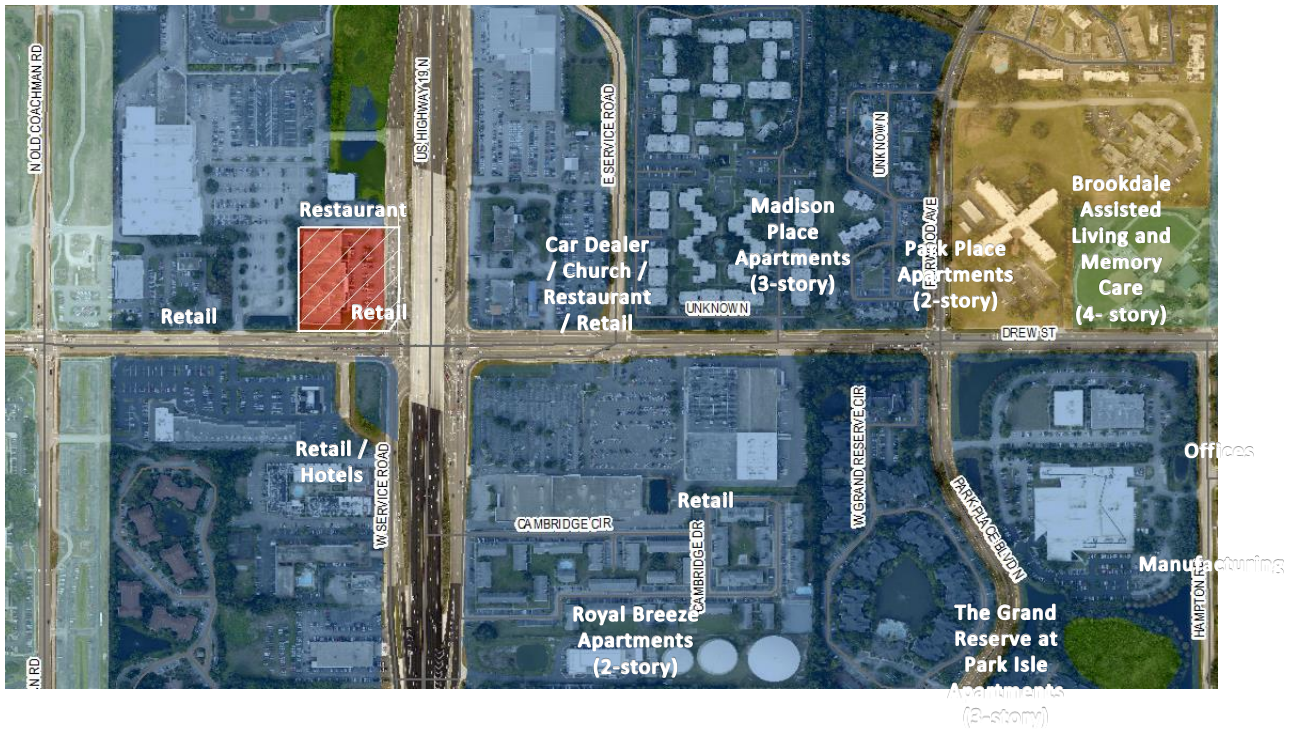 N OLD COACHMAN RD
US HIGHWAY 19 N
E SERVICE ROAD
UNKNOWN
Restaurant
Retail
Retail
Car Dealer
/ Church /
Restaurant
/ Retail
Madison
Place
Apartments
(3-story)
UNKNOWN
Park Place
Apartments
(2-story)
Brookdale
Assisted
Living and
Memory
Care
(4- story)
DREW ST
Retail /
Hotels
W SERVICE ROAD
CAMBRIDGE CIR
Retail
CAMBRIDGE DR
W GRAND RESERVE CIR
PARK PLACE BLVD N
Offices
Manufacturing
Royal Breeze
Apartments
(2-story)
The Grand
Reserve at
Park Isle
Apartments
(3-story)
N RD